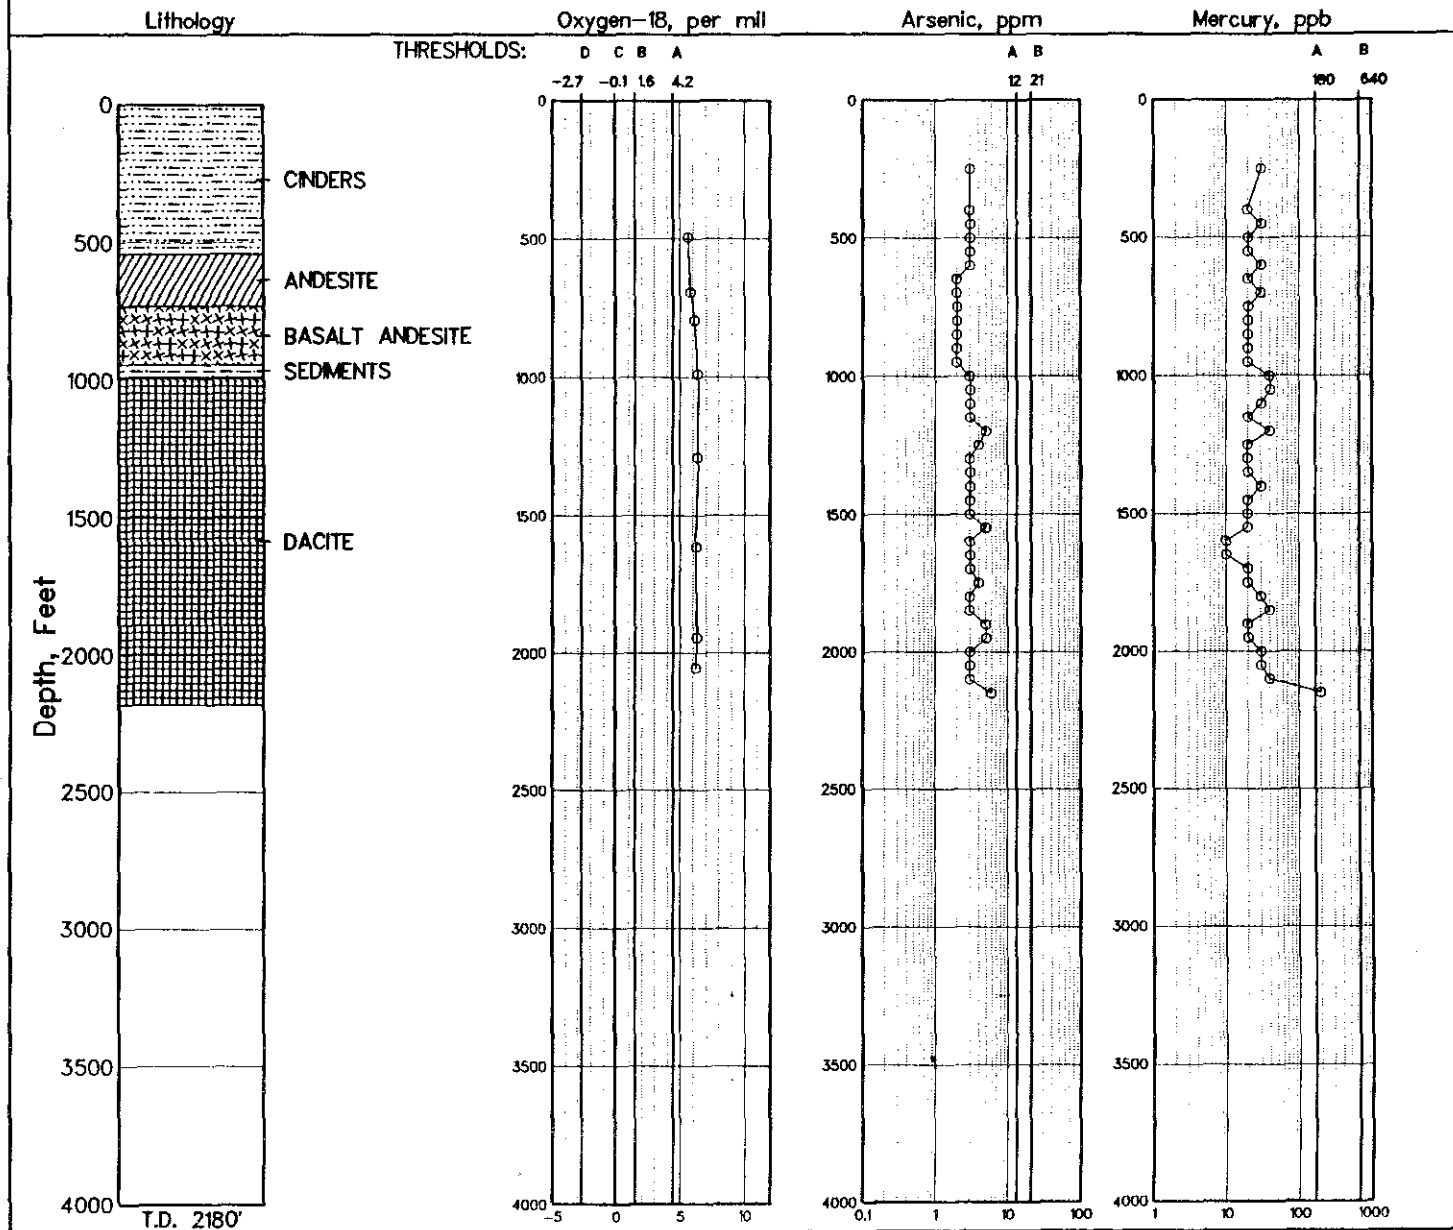 Lithology Oxygen-18, per mil Arsenic, ppm Mercury, ppb
THRESHOLDS: D C B A A B A B
-2.7 -0.1 1.6 4.2 12 21 180 640
0 0 0 0
CINDERS
500 500 500 500
ANDESITE
BASALT ANDESITE
SEDIMENTS
1000 1000 1000 1000
1500 1500 1500 1500
DACITE
Depth, Feet
2000 2000 2000 2000
2500 2500 2500 2500
3000 3000 3000 3000
3500 3500 3500 3500
4000 4000 4000 4000
T.D. 2180' -5 0 5 10 0.1 1 10 100 1 10 100 1000